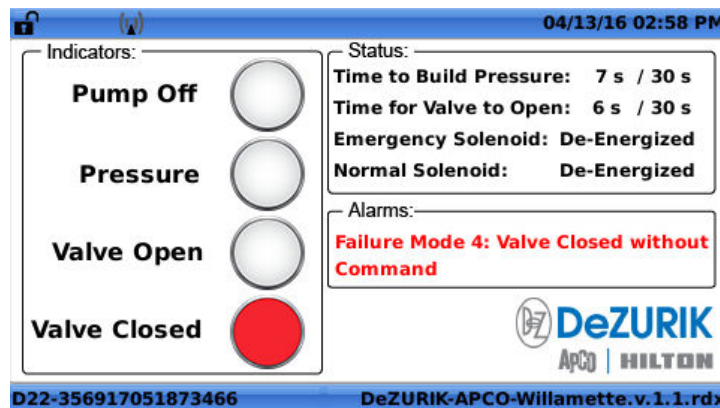 04/13/16 02:58 PM
Indicators:
Pump Off
Pressure
Valve Open
Valve Closed
Status:
Time to Build Pressure: 7 s / 30 s
Time for Valve to Open: 6 s / 30 s
Emergency Solenoid: De-Energized
Normal Solenoid: De-Energized
Alarms:
Failure Mode 4: Valve Closed without
Command
DZ DeZURIK
APCO | HILTON
D22-356917051873466 DeZURIK-APCO-Willamette.v.1.1.rdx